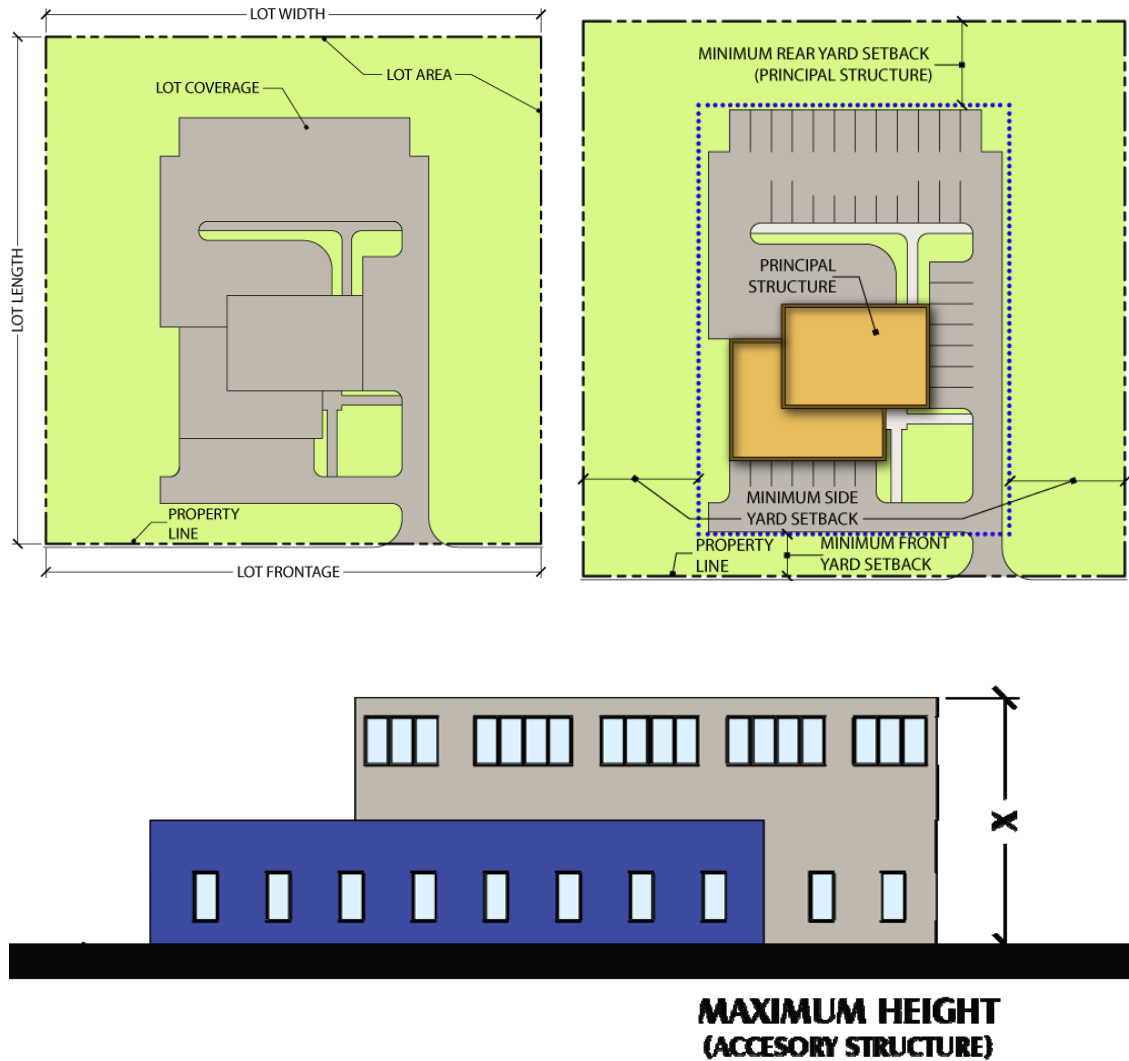 LOT WIDTH
LOT AREA
LOT COVERAGE
LOT LENGTH
PROPERTY
LINE
LOT FRONTAGE
MINIMUM REAR YARD SETBACK
(PRINCIPAL STRUCTURE)
PRINCIPAL
STRUCTURE
MINIMUM SIDE
YARD SETBACK
PROPERTY
LINE
MINIMUM FRONT
YARD SETBACK
X
MAXIMUM HEIGHT
(ACCESORY STRUCTURE)